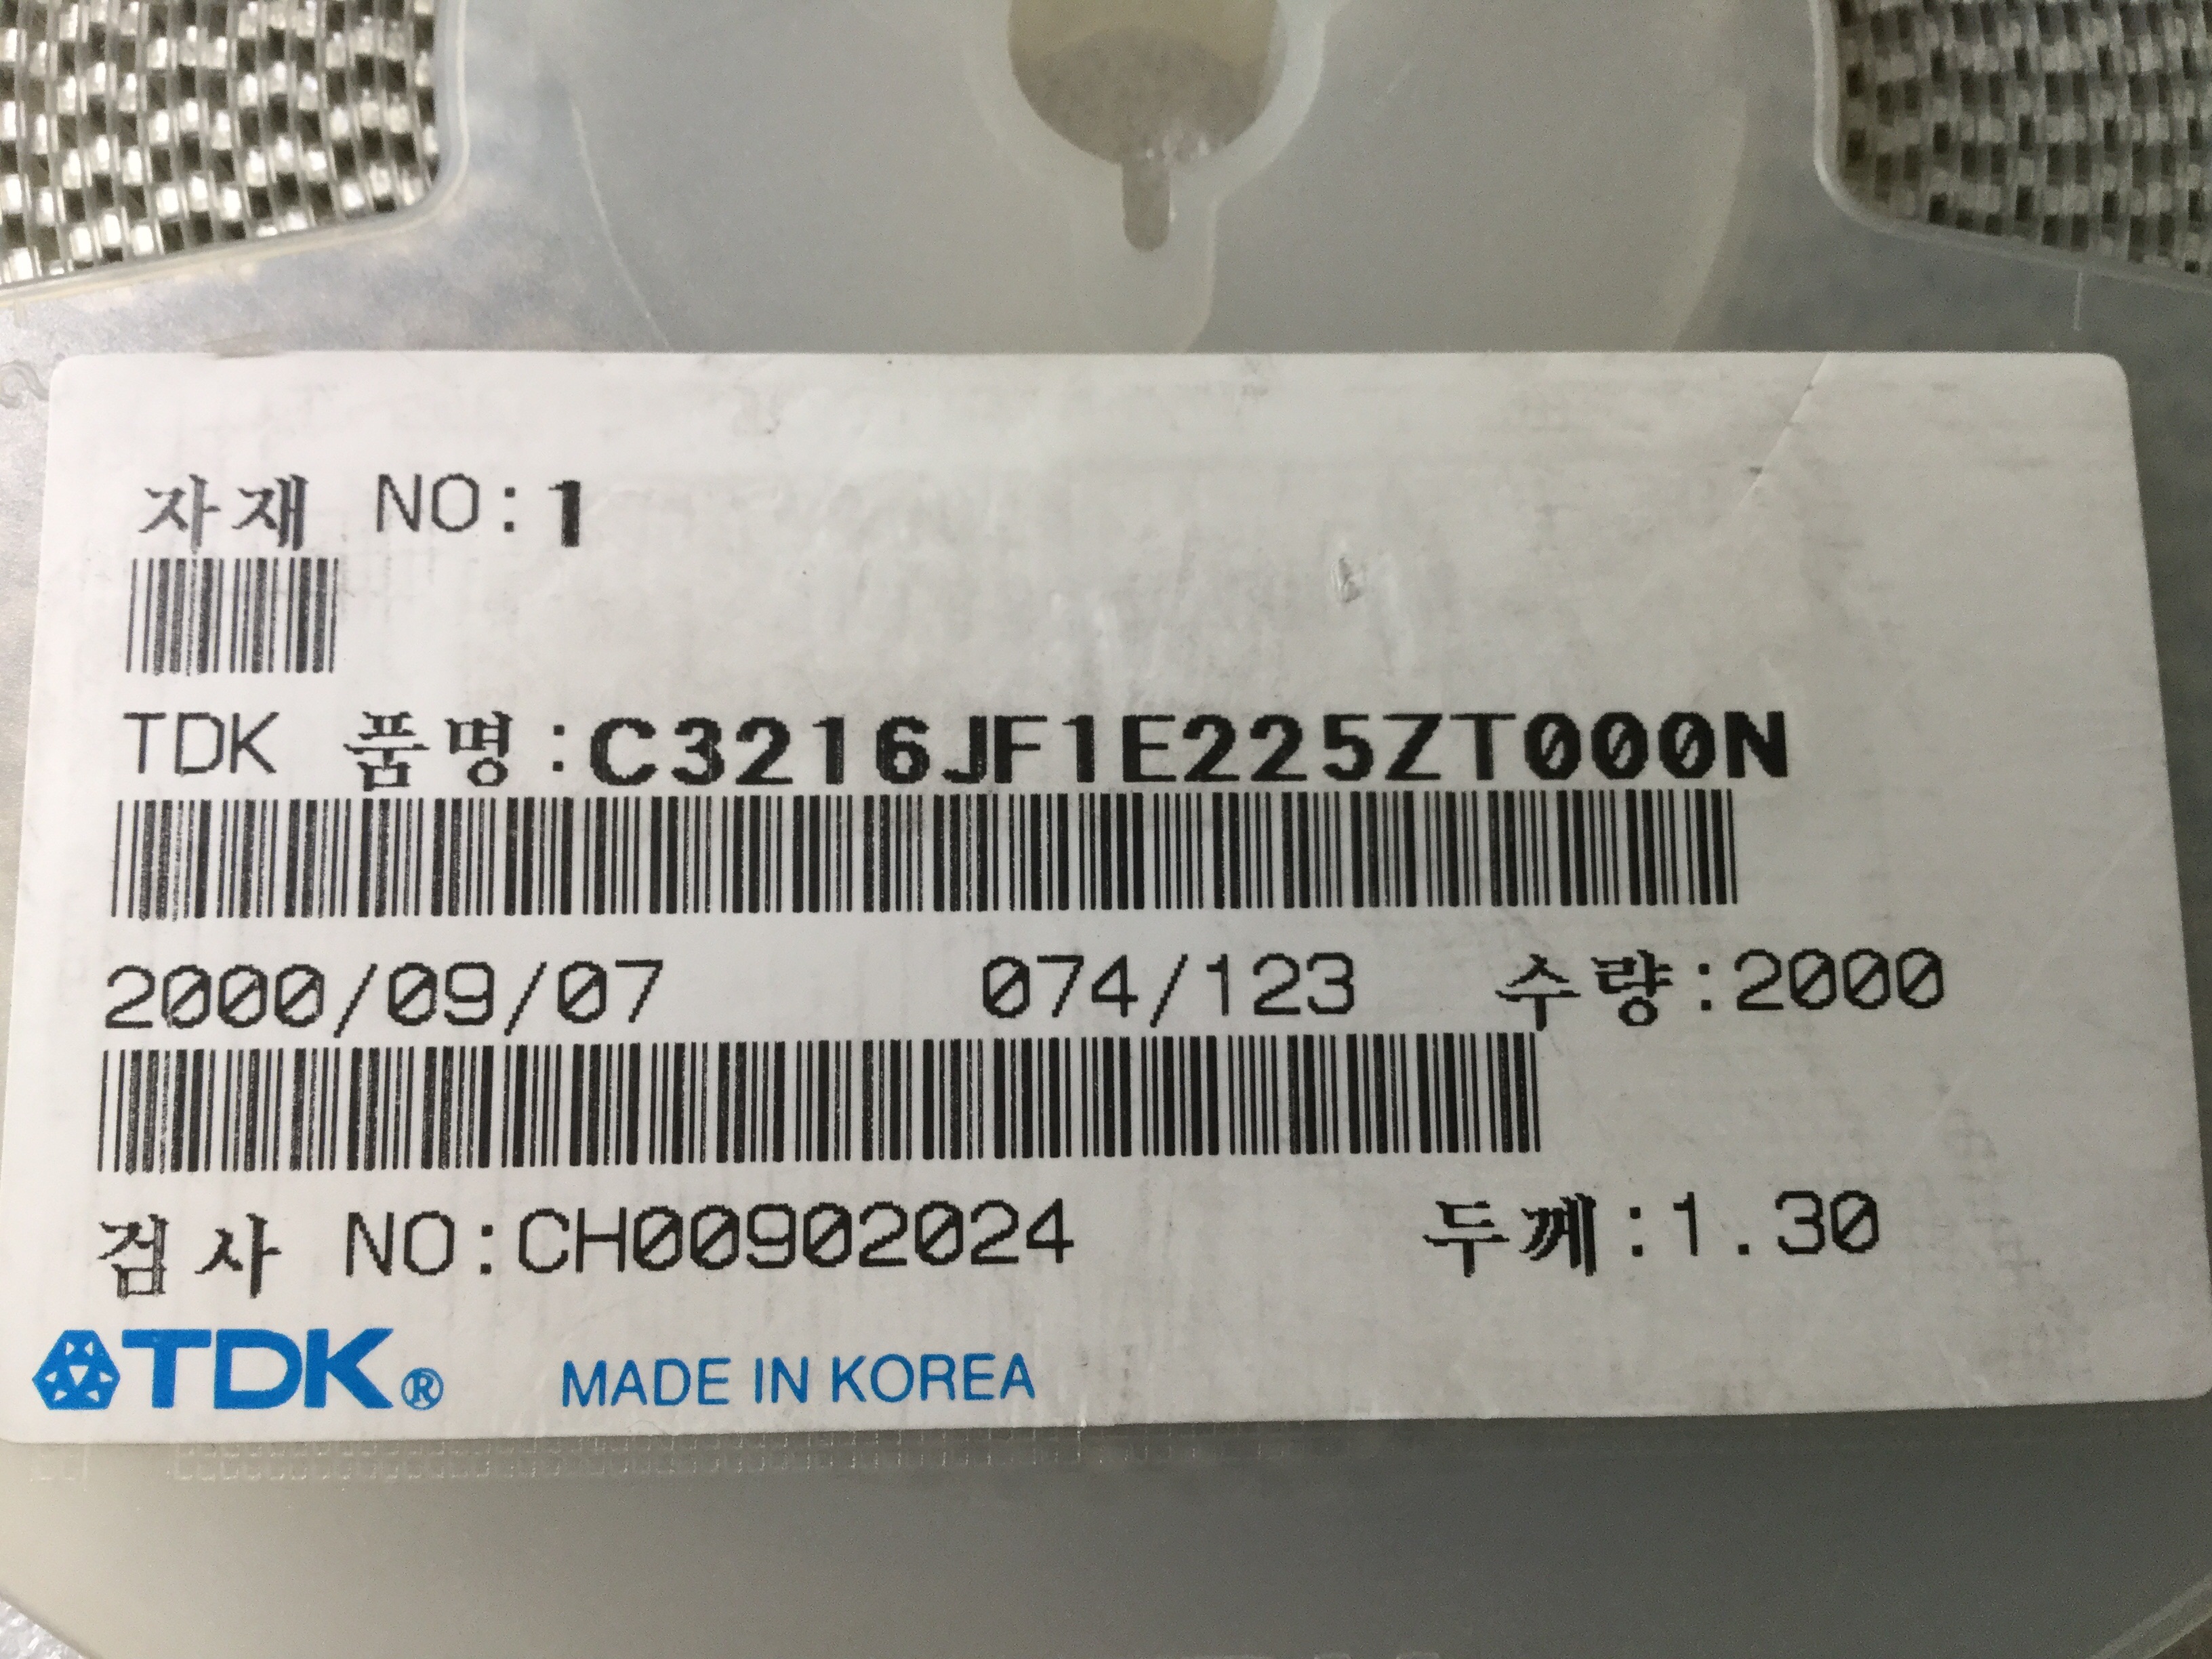 자재 NO:1
TDK 품명:C3216JF1E225ZT000N
2000/09/07 074/123 수량:2000
검사 NO:CH00902024 두께:1.30
TDK® MADE IN KOREA